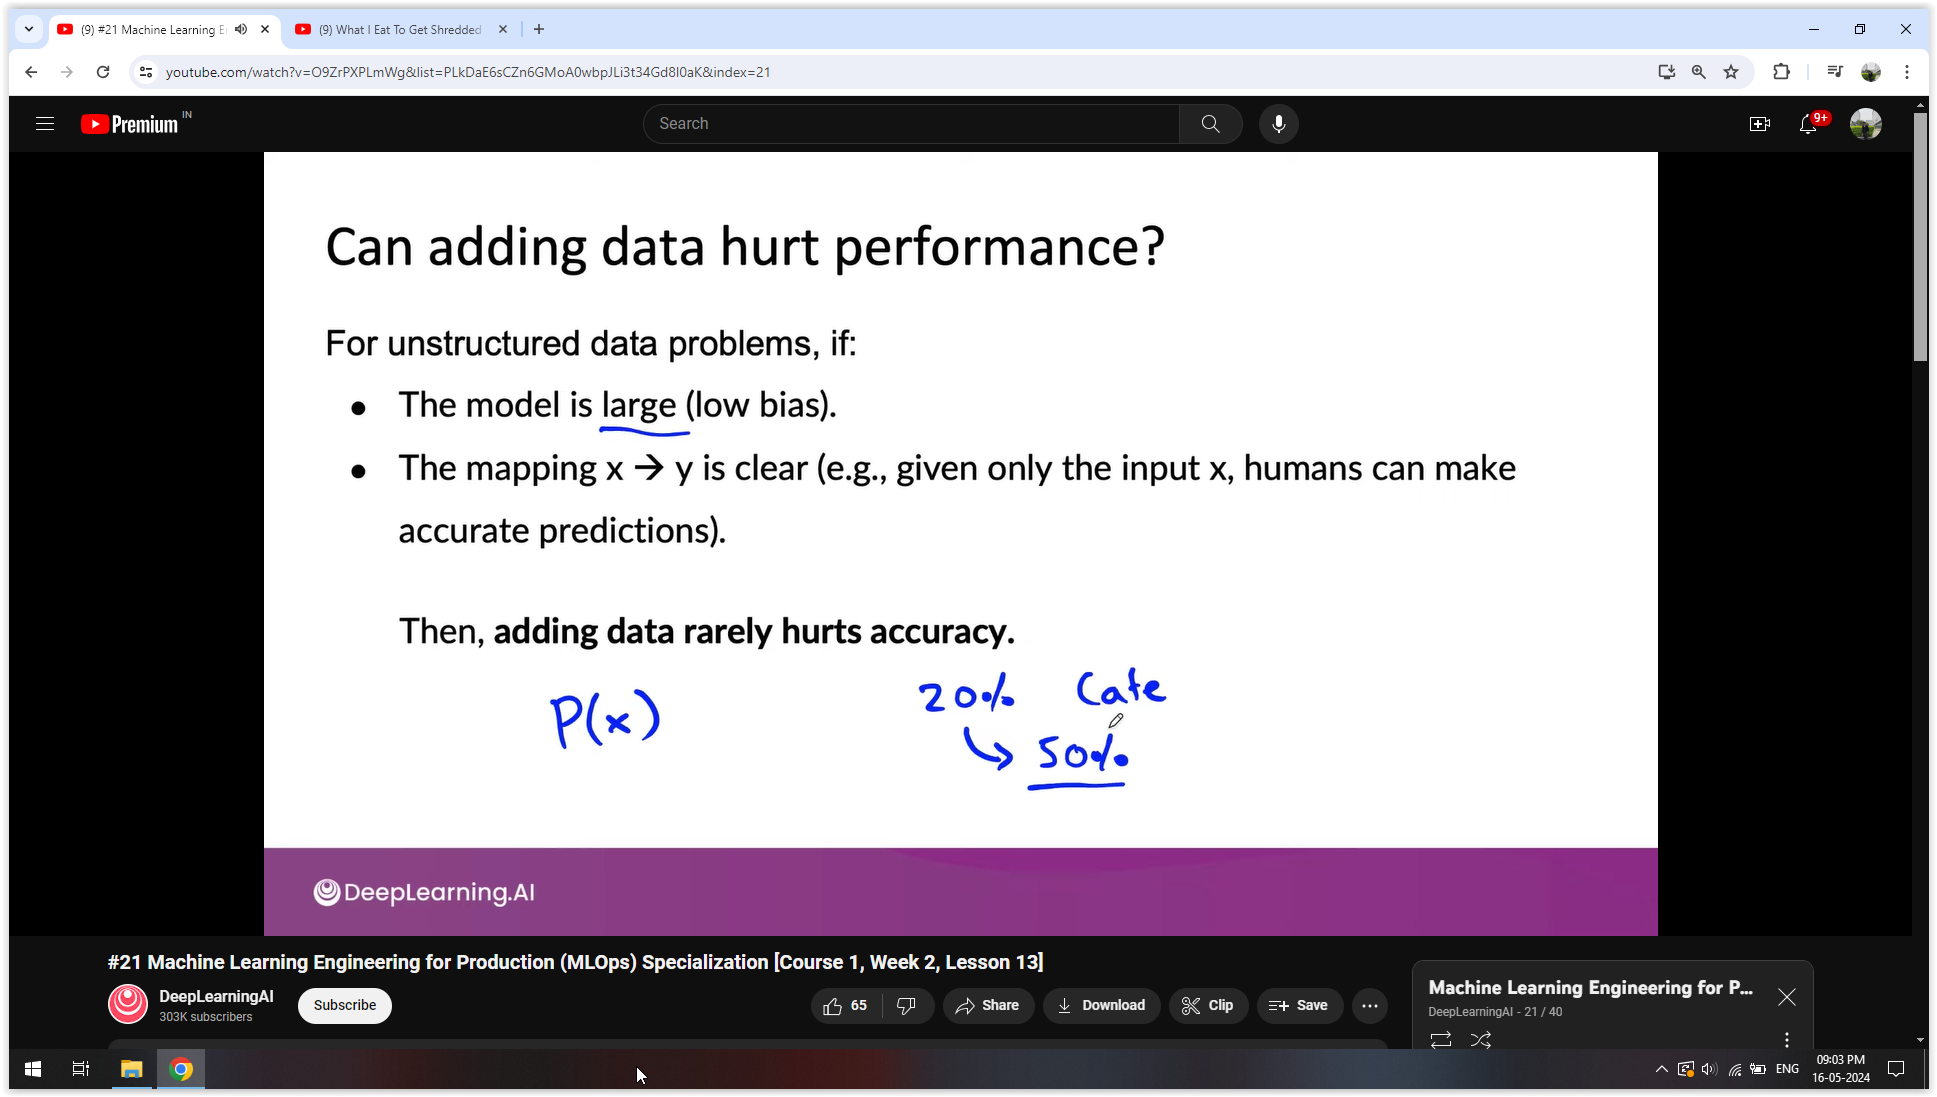 (9) #21 Machine Learning E
(9) What I Eat To Get Shredded
youtube.com/watch?v=O9ZrPXPLmWg&list=PLkDaE6sCZn6GMoA0wbpJLi3t34Gd8l0aK&index=21
Premium IN
Search
9+
Can adding data hurt performance?
For unstructured data problems, if:
● The model is large (low bias).
● The mapping x → y is clear (e.g., given only the input x, humans can make
accurate predictions).
Then, adding data rarely hurts accuracy.
P(x)
20% Cafe
50%
DeepLearning.AI
#21 Machine Learning Engineering for Production (MLOps) Specialization [Course 1, Week 2, Lesson 13]
DeepLearningAI
303K subscribers
Subscribe
65
Share
Download
Clip
Save
Machine Learning Engineering for P...
DeepLearningAI - 21 / 40
ENG
09:03 PM
16-05-2024